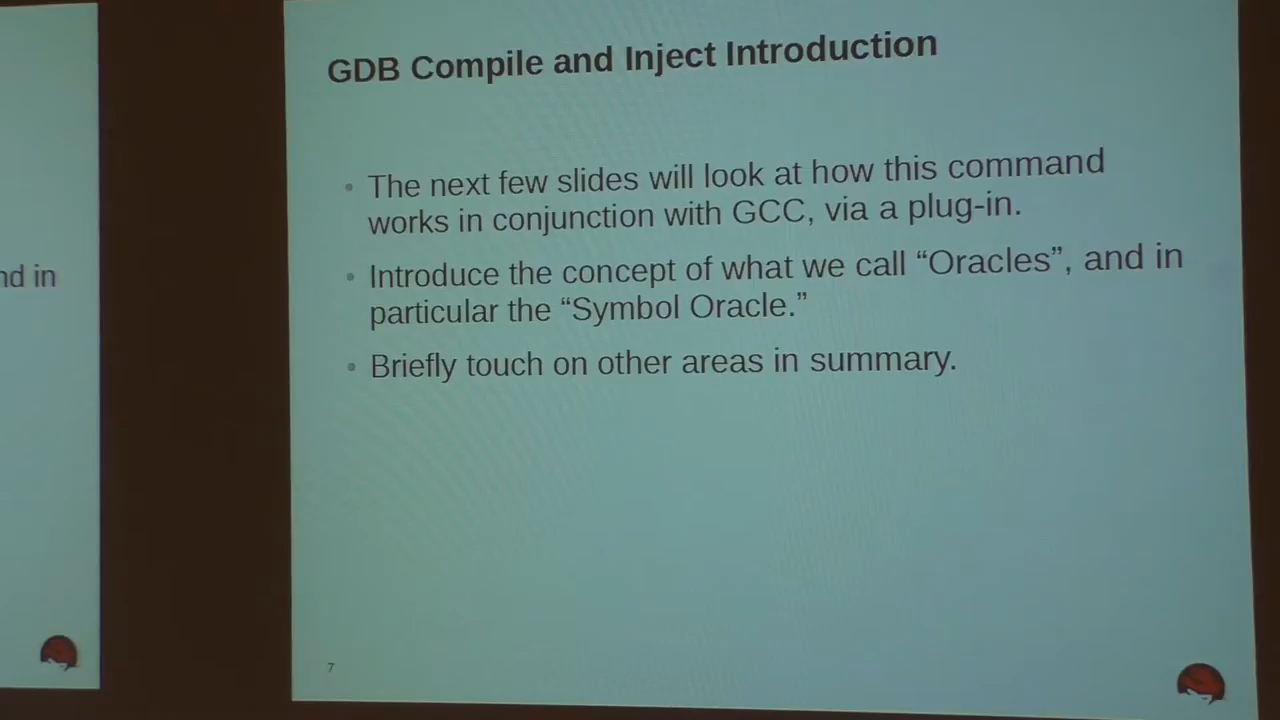 GDB Compile and Inject Introduction
• The next few slides will look at how this command
works in conjunction with GCC, via a plug-in.
• Introduce the concept of what we call “Oracles”, and in
particular the “Symbol Oracle.”
• Briefly touch on other areas in summary.
7
nd in